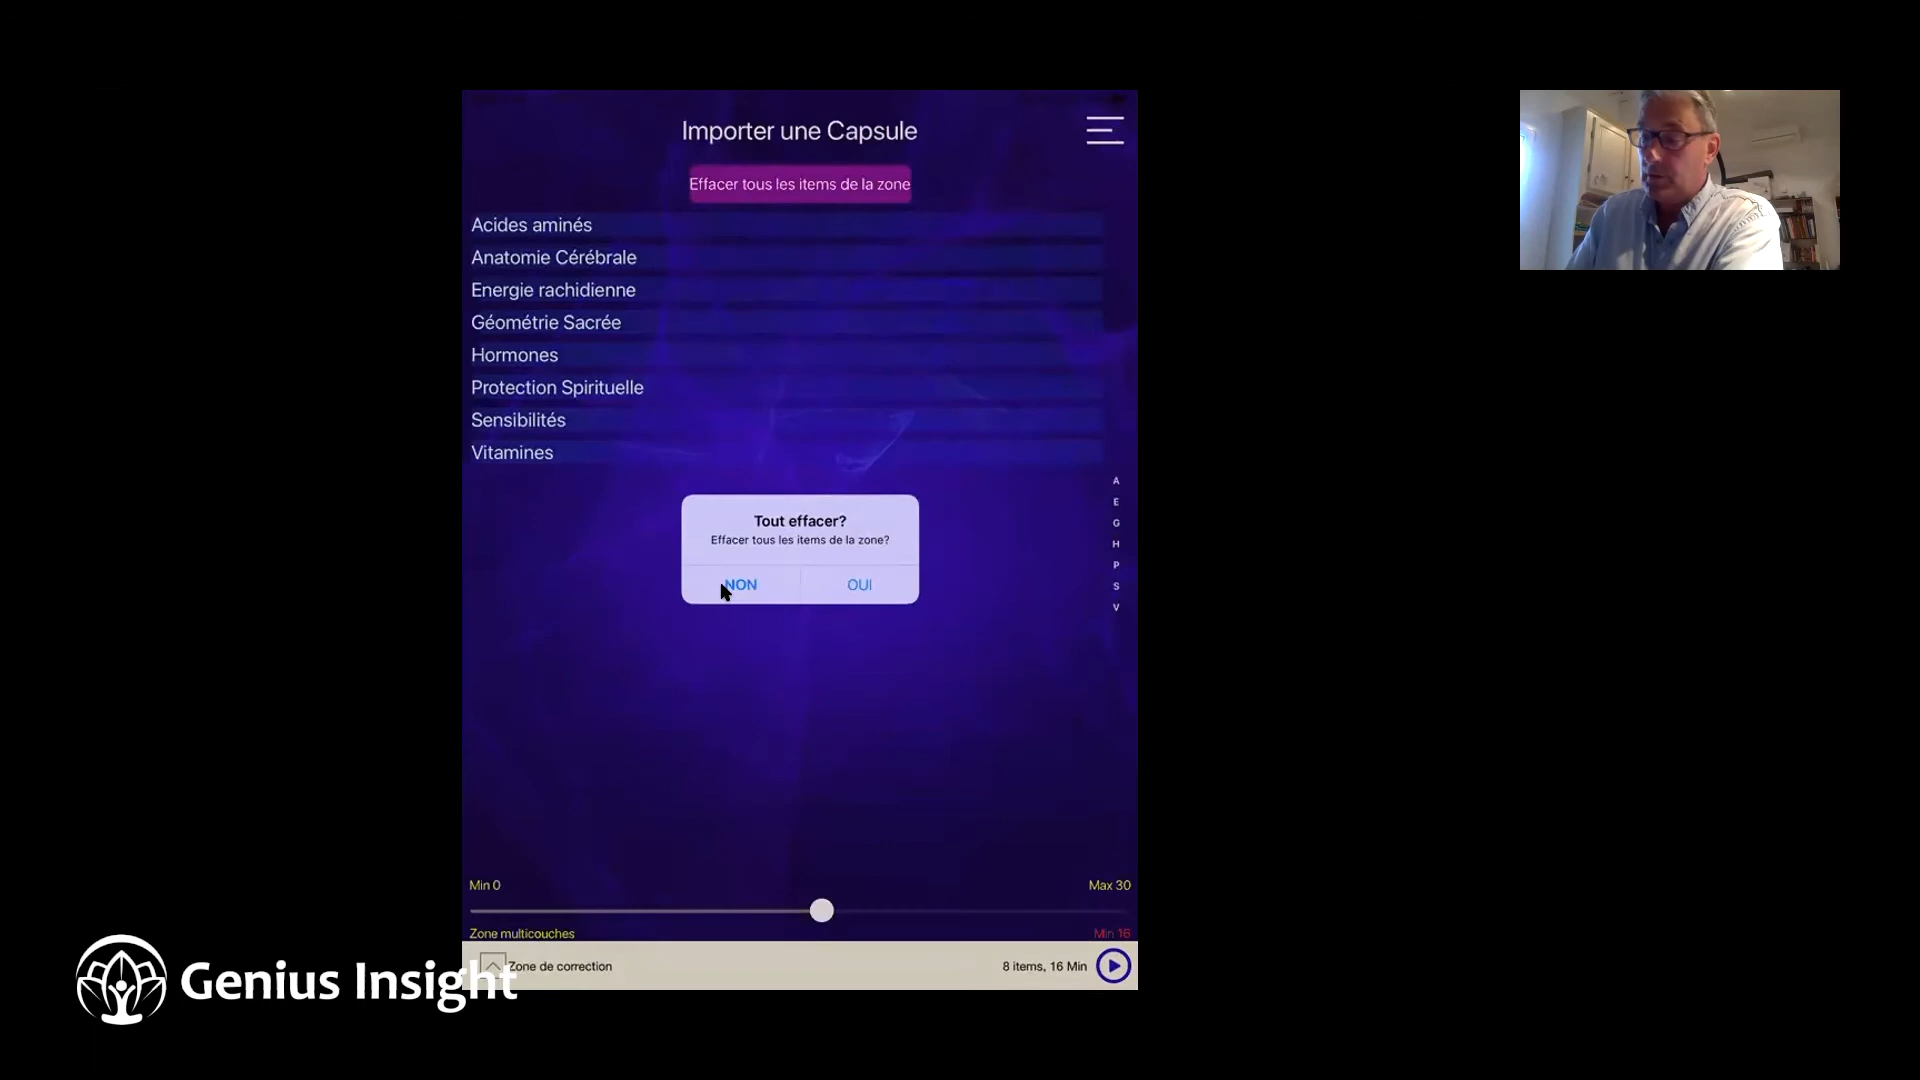 Importer une Capsule
Effacer tous les items de la zone
Acides aminés
Anatomie Cérébrale
Energie rachidienne
Géométrie Sacrée
Hormones
Protection Spirituelle
Sensibilités
Vitamines
A
E
G
H
P
S
V
Tout effacer?
Effacer tous les items de la zone?
NON OUI
Min 0 Max 30
Zone multicouches Min 16
Zone de correction 8 items, 16 Min
Genius Insight